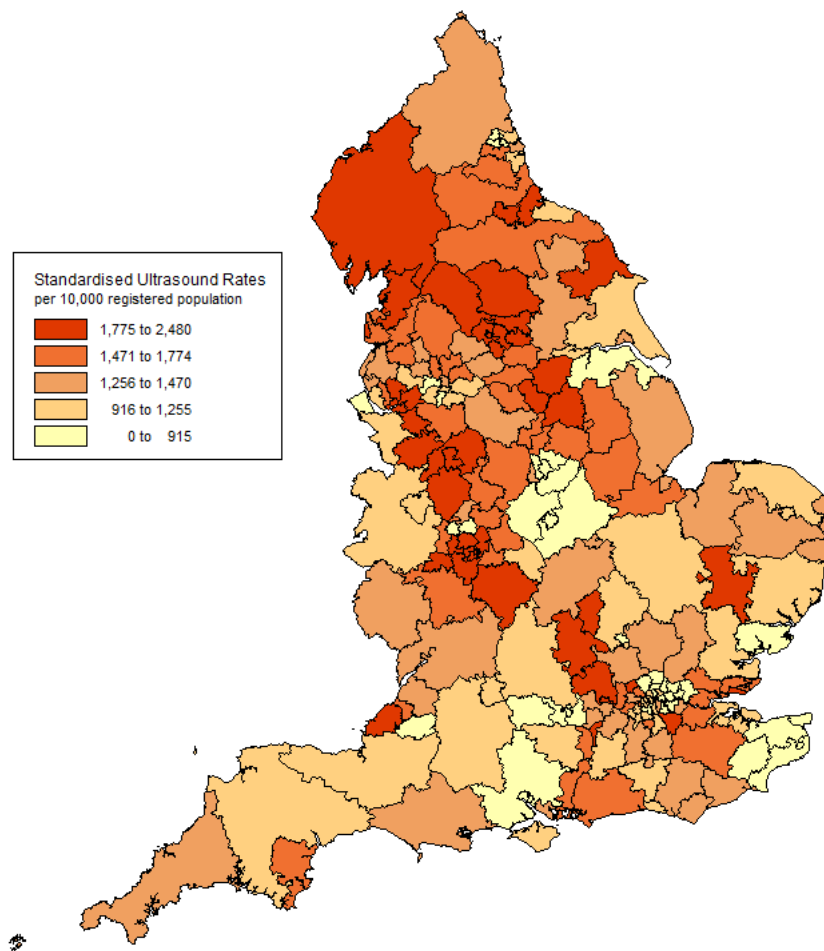 Standardised Ultrasound Rates
per 10,000 registered population
1,775 to 2,480
1,471 to 1,774
1,256 to 1,470
916 to 1,255
0 to 915